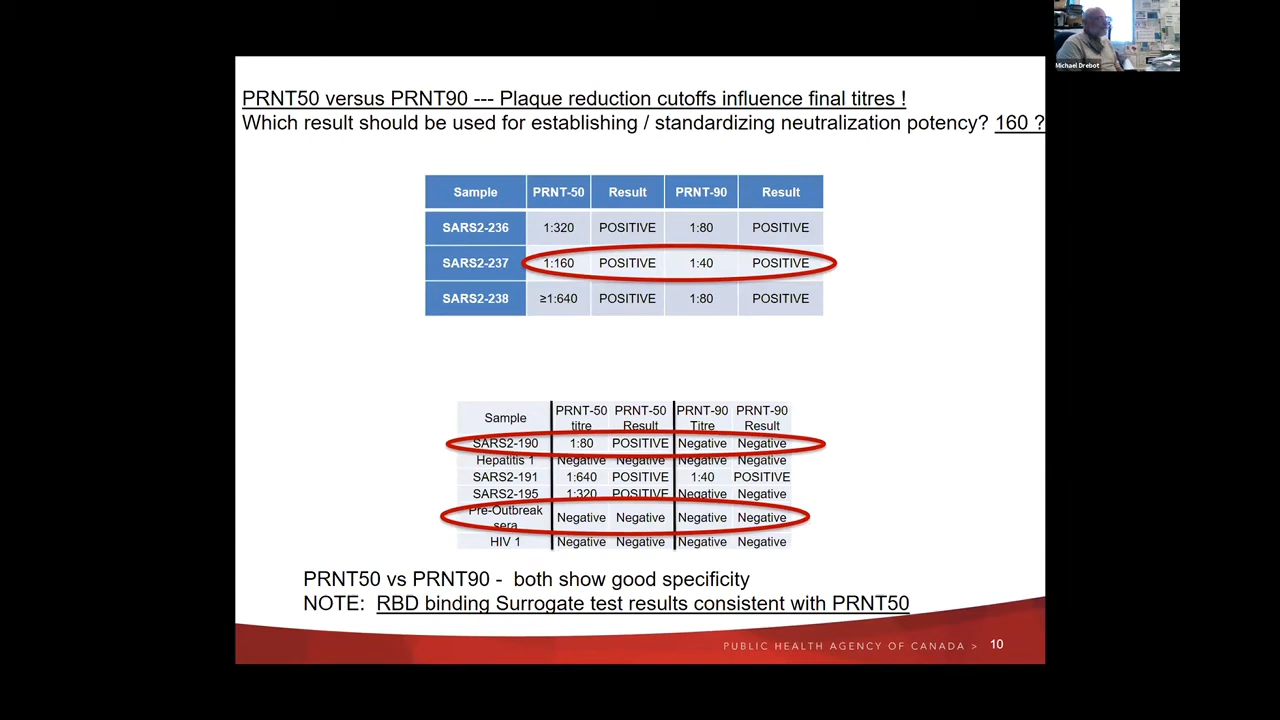 Michael Drebot
PRNT50 versus PRNT90 --- Plaque reduction cutoffs influence final titres !
Which result should be used for establishing / standardizing neutralization potency? 160 ?
Sample PRNT-50 Result PRNT-90 Result
SARS2-236 1:320 POSITIVE 1:80 POSITIVE
SARS2-237 1:160 POSITIVE 1:40 POSITIVE
SARS2-238 ≥1:640 POSITIVE 1:80 POSITIVE
Sample PRNT-50 titre PRNT-50 Result PRNT-90 Titre PRNT-90 Result
SARS2-190 1:80 POSITIVE Negative Negative
Hepatitis 1 Negative Negative Negative Negative
SARS2-191 1:640 POSITIVE 1:40 POSITIVE
SARS2-195 1:320 POSITIVE Negative Negative
Pre-Outbreak sera Negative Negative Negative Negative
HIV 1 Negative Negative Negative Negative
PRNT50 vs PRNT90 - both show good specificity
NOTE: RBD binding Surrogate test results consistent with PRNT50
PUBLIC HEALTH AGENCY OF CANADA > 10